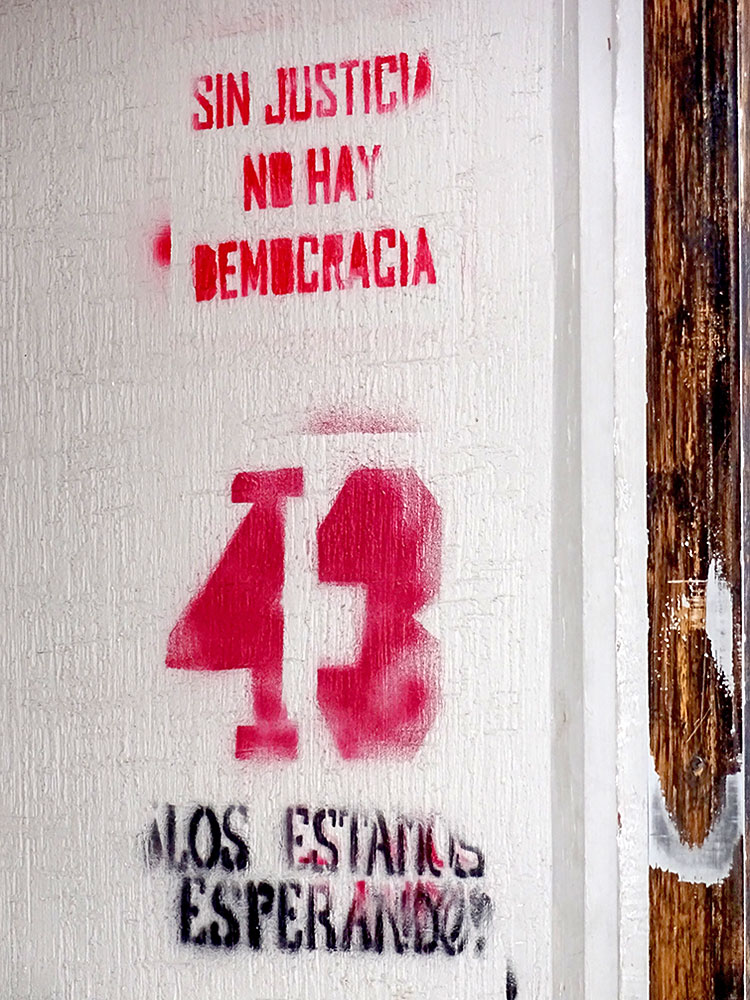 SIN JUSTICIA
NO HAY
DEMOCRACIA
43
¡LOS ESTAMOS
ESPERANDO!